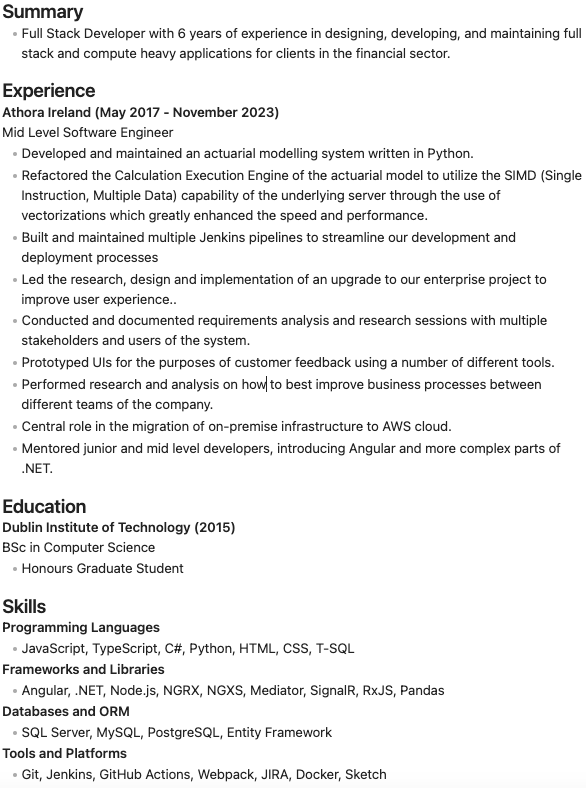 Summary
• Full Stack Developer with 6 years of experience in designing, developing, and maintaining full
stack and compute heavy applications for clients in the financial sector.
Experience
Athora Ireland (May 2017 - November 2023)
Mid Level Software Engineer
• Developed and maintained an actuarial modelling system written in Python.
• Refactored the Calculation Execution Engine of the actuarial model to utilize the SIMD (Single
Instruction, Multiple Data) capability of the underlying server through the use of
vectorizations which greatly enhanced the speed and performance.
• Built and maintained multiple Jenkins pipelines to streamline our development and
deployment processes
• Led the research, design and implementation of an upgrade to our enterprise project to
improve user experience..
• Conducted and documented requirements analysis and research sessions with multiple
stakeholders and users of the system.
• Prototyped UIs for the purposes of customer feedback using a number of different tools.
• Performed research and analysis on how to best improve business processes between
different teams of the company.
• Central role in the migration of on-premise infrastructure to AWS cloud.
• Mentored junior and mid level developers, introducing Angular and more complex parts of
.NET.
Education
Dublin Institute of Technology (2015)
BSc in Computer Science
• Honours Graduate Student
Skills
Programming Languages
• JavaScript, TypeScript, C#, Python, HTML, CSS, T-SQL
Frameworks and Libraries
• Angular, .NET, Node.js, NGRX, NGXS, Mediator, SignalR, RxJS, Pandas
Databases and ORM
• SQL Server, MySQL, PostgreSQL, Entity Framework
Tools and Platforms
• Git, Jenkins, GitHub Actions, Webpack, JIRA, Docker, Sketch